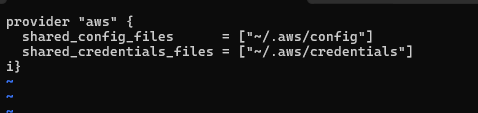 provider "aws" {
  shared_config_files      = ["~/.aws/config"]
  shared_credentials_files = ["~/.aws/credentials"]
i}
~
~
~